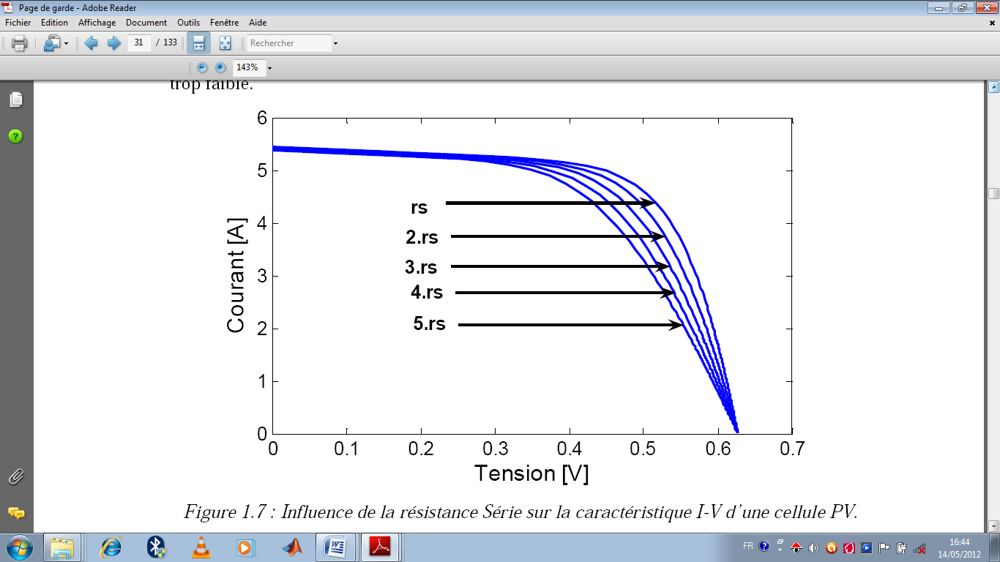 Page de garde - Adobe Reader
Fichier Edition Affichage Document Outils Fenêtre Aide
31 / 133 Rechercher
143%
trop faible.
6
5
4
3
2
1
0
Courant [A]
rs
2.rs
3.rs
4.rs
5.rs
0 0.1 0.2 0.3 0.4 0.5 0.6 0.7
Tension [V]
Figure 1.7 : Influence de la résistance Série sur la caractéristique I-V d'une cellule PV.
FR 16:44
14/05/2012